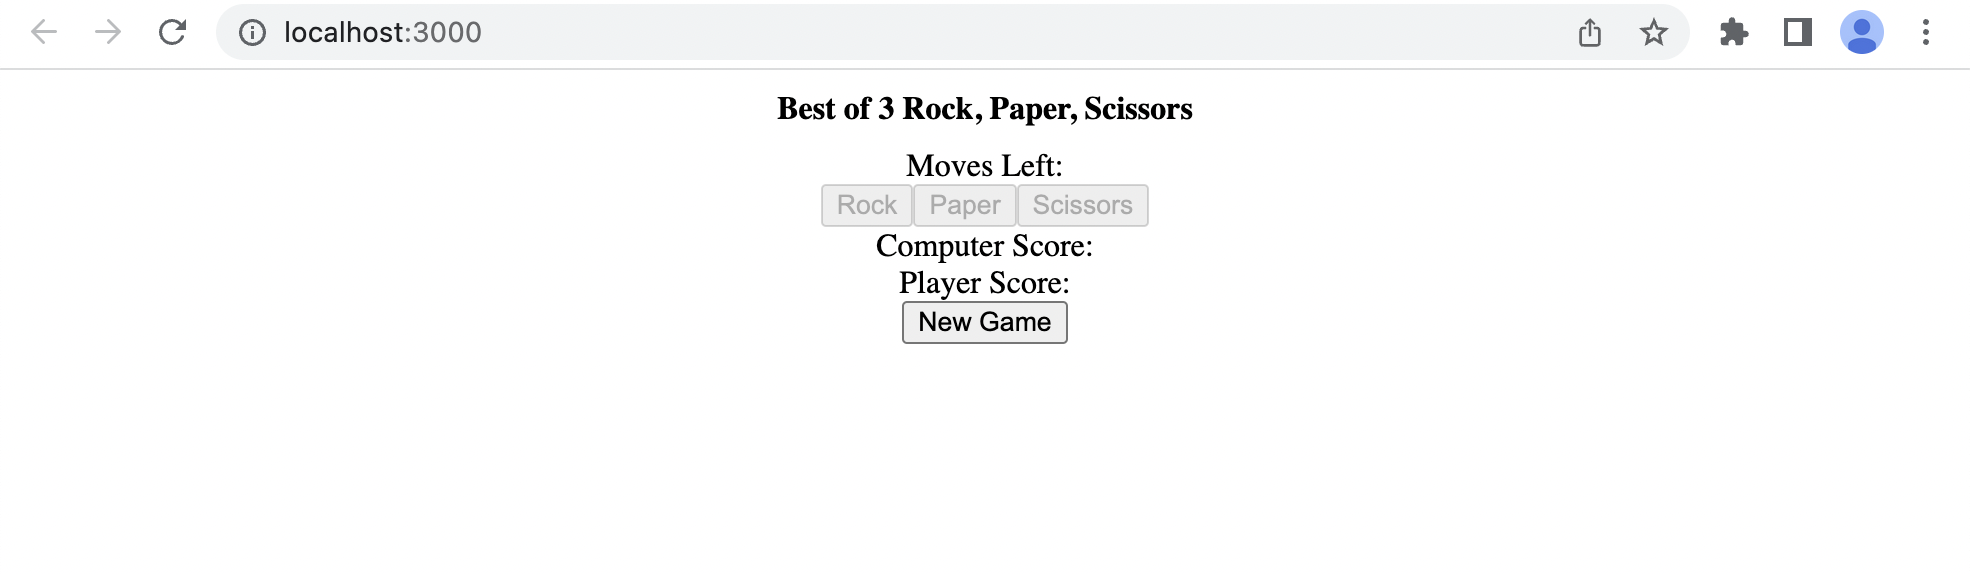 localhost:3000
Best of 3 Rock, Paper, Scissors
Moves Left:
Rock Paper Scissors
Computer Score:
Player Score:
New Game